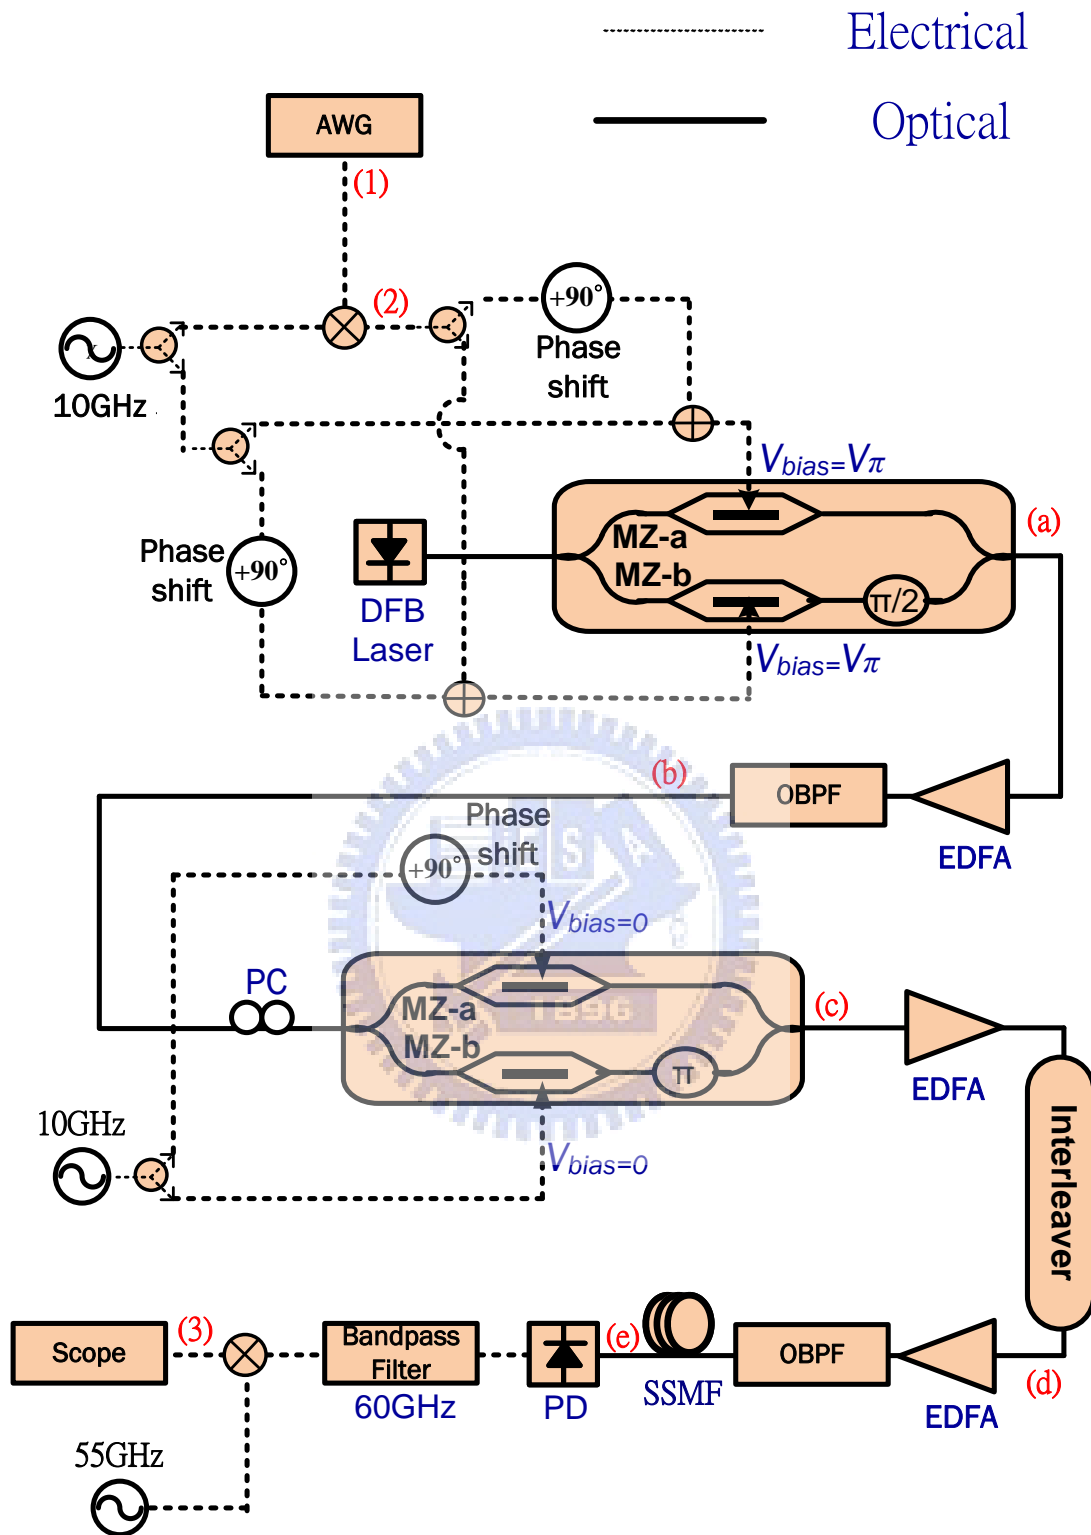 Electrical
Optical
AWG
(1)
(2)
+90°
Phase
shift
10GHz
x
Vbias=Vπ
(a)
MZ-a
MZ-b
π/2
Phase
shift
+90°
DFB
Laser
Vbias=Vπ
(b)
OBPF
EDFA
Phase
shift
+90°
Vbias=0
PC
MZ-a
MZ-b
π
(c)
EDFA
1896
ESA
10GHz
Vbias=0
Interleaver
Scope
(3)
Bandpass
Filter
60GHz
PD
(e)
SSMF
OBPF
EDFA
(d)
55GHz